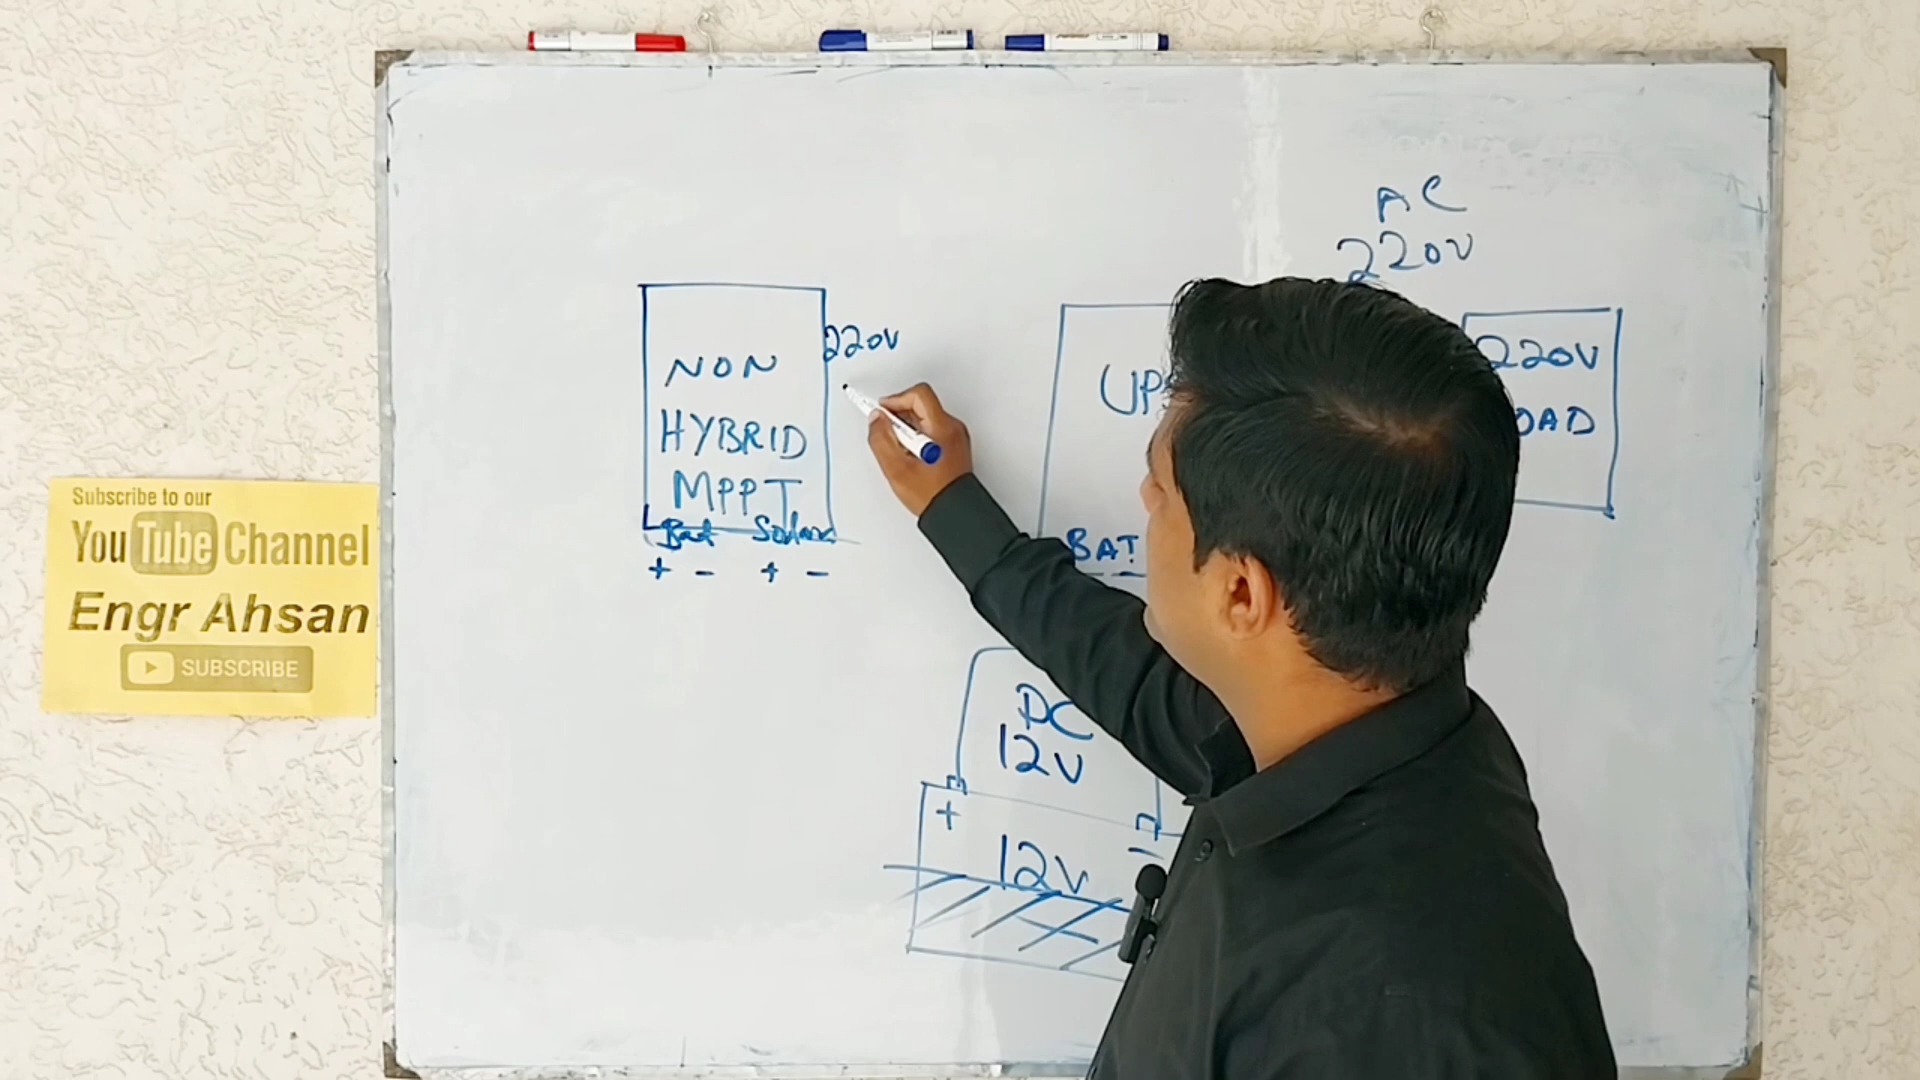 AC
220V
220V
NON
HYBRID
MPPT
Bat Solar
+ - + -
UPS
BAT
220V
DC
12V
+ -
12V
Subscribe to our
YouTube Channel
Engr Ahsan
SUBSCRIBE